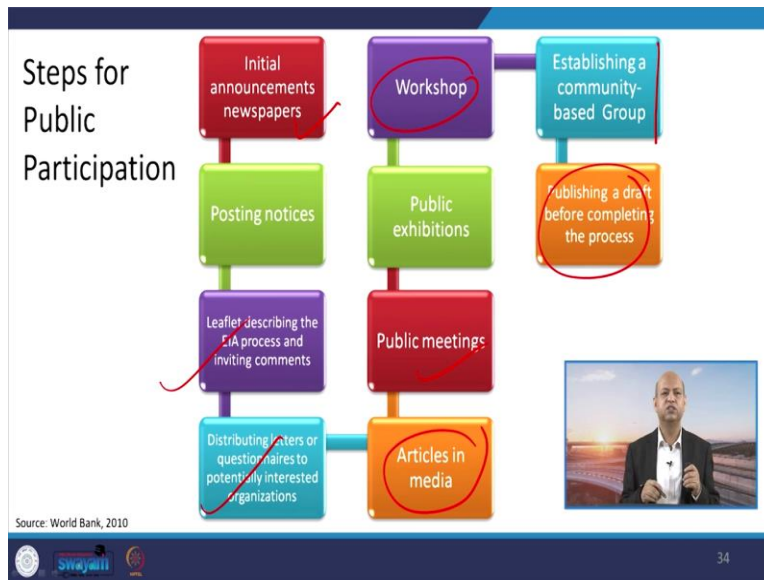 Steps for
Public
Participation
Initial
announcements
newspapers
Posting notices
Leaflet describing the
EIA process and
inviting comments
Distributing letters or
questionnaires to
potentially interested
organizations
Articles in
media
Public meetings
Public
exhibitions
Workshop
Establishing a
community-
based Group
Publishing a draft
before completing
the process
Source: World Bank, 2010
swayam
34